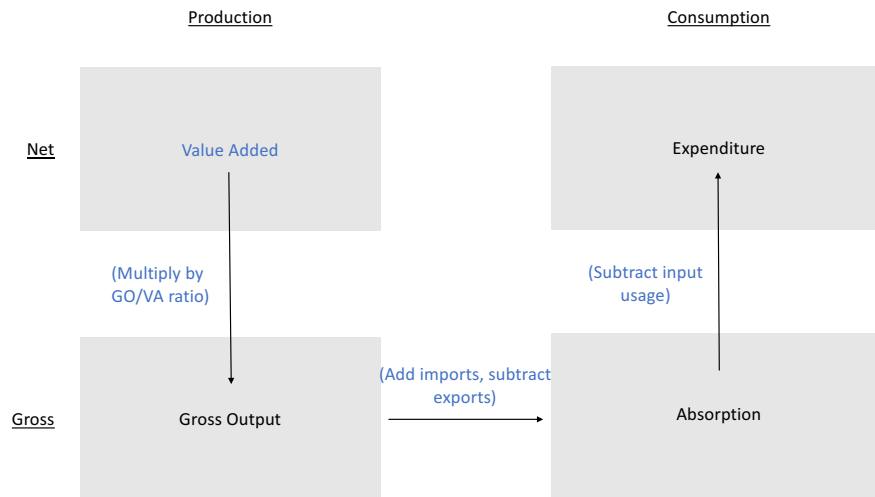 Production
Consumption
Net
Value Added
Expenditure
(Multiply by
GO/VA ratio)
(Subtract input
usage)
(Add imports, subtract
exports)
Gross
Gross Output
Absorption